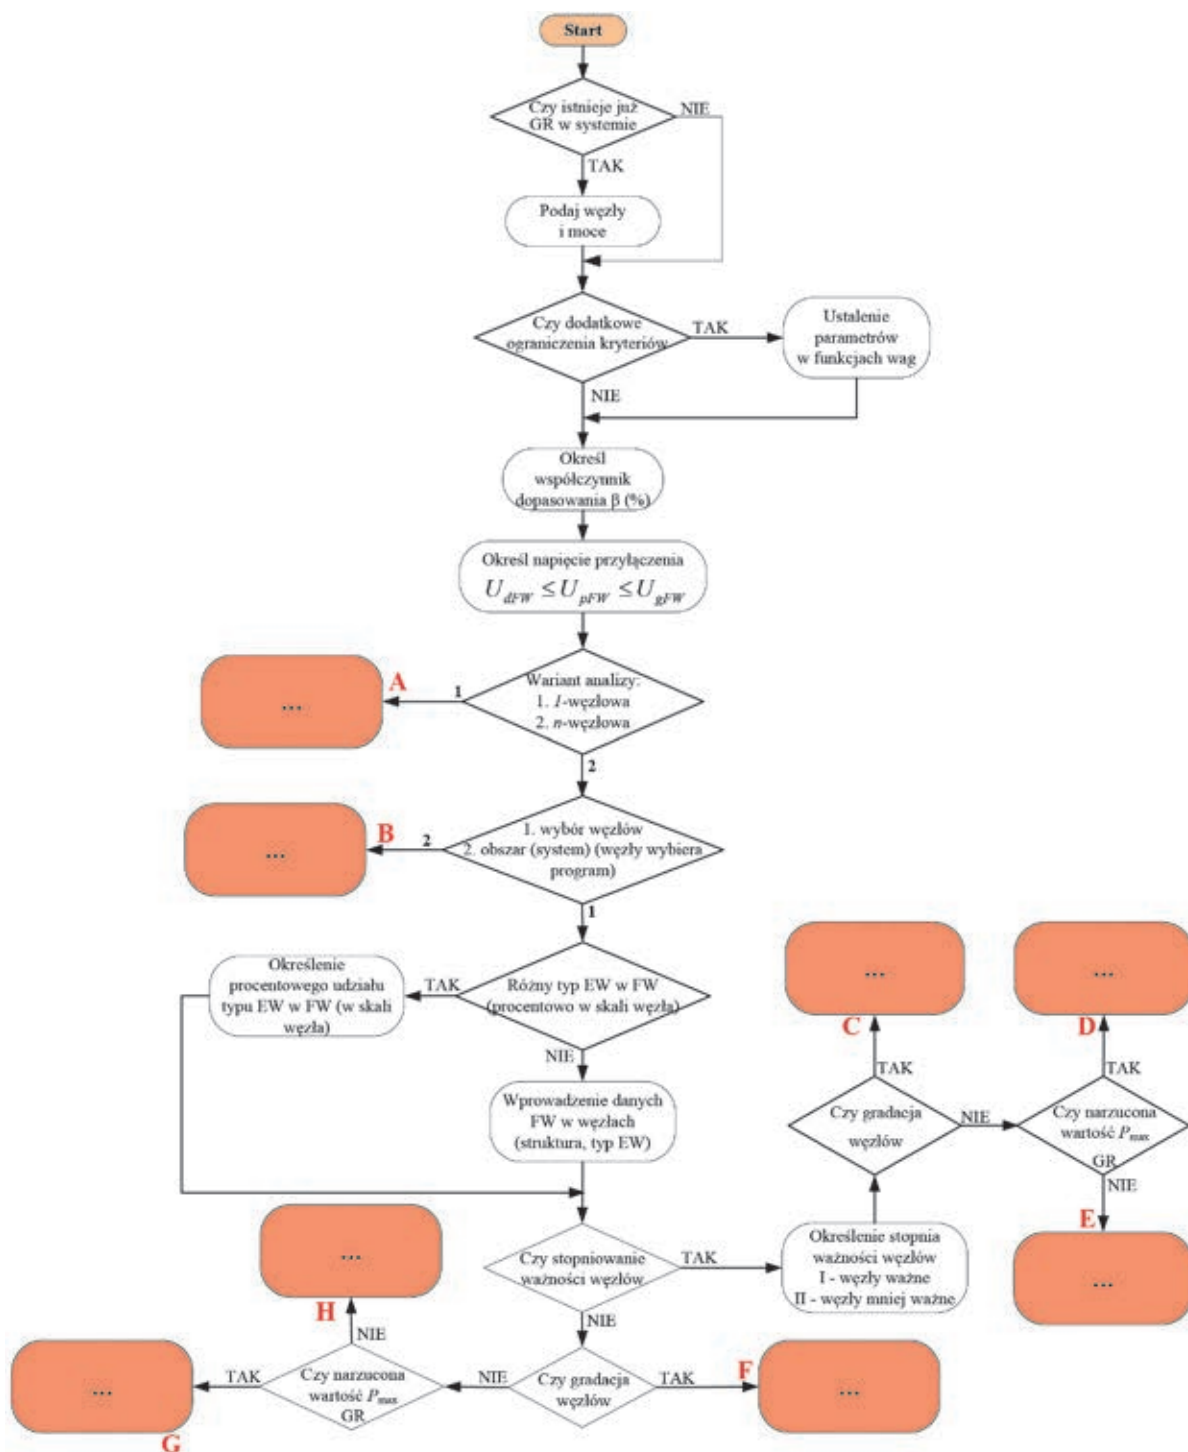 Start
Czy istnieje już
GR w systemie
NIE
TAK
Podaj węzły
i moce
Czy dodatkowe
ograniczenia kryteriów
TAK
Ustalenie
parametrów
w funkcjach wag
NIE
Określ
współczynnik
dopasowania β (%)
Określ napięcie przyłączenia
U_dFW ≤ U_pFW ≤ U_gFW
Wariant analizy:
1. 1-węzłowa
2. n-węzłowa
1
A
...
2
1. wybór węzłów
2. obszar (system) (węzły wybiera
program)
2
B
...
1
Różny typ EW w FW
(procentowo w skali węzła)
TAK
Określenie
procentowego udziału
typu EW w FW (w skali
węzła)
NIE
Wprowadzenie danych
FW w węzłach
(struktura, typ EW)
...
C
TAK
Czy gradacja
węzłów
NIE
...
D
TAK
Czy narzucona
wartość Pmax
GR
NIE
E
...
Czy stopniowanie
ważności węzłów
TAK
Określenie stopnia
ważności węzłów
I - węzły ważne
II - węzły mniej ważne
NIE
Czy gradacja
węzłów
TAK
F
...
NIE
Czy narzucona
wartość Pmax
GR
NIE
H
...
TAK
G
...